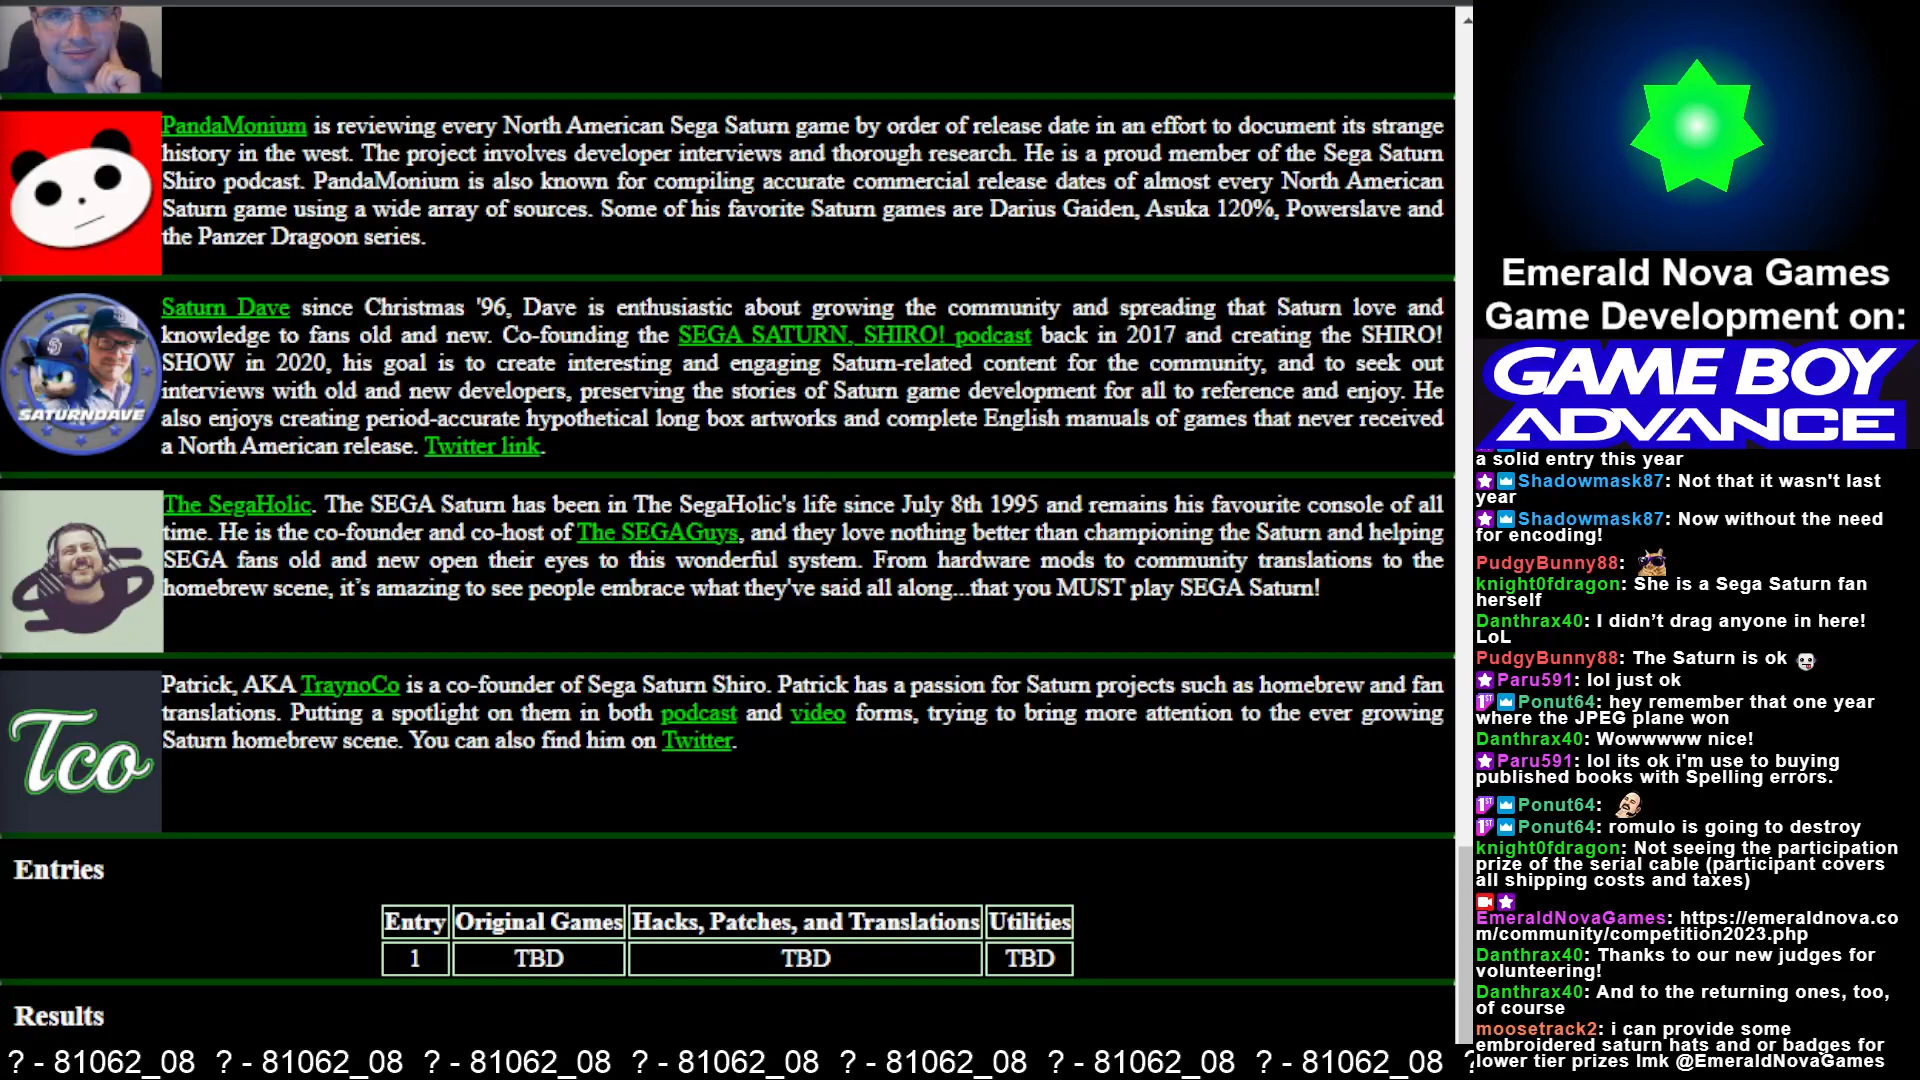 PandaMonium is reviewing every North American Sega Saturn game by order of release date in an effort to document its strange
history in the west. The project involves developer interviews and thorough research. He is a proud member of the Sega Saturn
Shiro podcast. PandaMonium is also known for compiling accurate commercial release dates of almost every North American
Saturn game using a wide array of sources. Some of his favorite Saturn games are Darius Gaiden, Asuka 120%, Powerslave and
the Panzer Dragoon series.
SATURNDAVE
Saturn Dave since Christmas '96, Dave is enthusiastic about growing the community and spreading that Saturn love and
knowledge to fans old and new. Co-founding the SEGA SATURN, SHIRO! podcast back in 2017 and creating the SHIRO!
SHOW in 2020, his goal is to create interesting and engaging Saturn-related content for the community, and to seek out
interviews with old and new developers, preserving the stories of Saturn game development for all to reference and enjoy. He
also enjoys creating period-accurate hypothetical long box artworks and complete English manuals of games that never received
a North American release. Twitter link.
The SegaHolic. The SEGA Saturn has been in The SegaHolic's life since July 8th 1995 and remains his favourite console of all
time. He is the co-founder and co-host of The SEGAGuys, and they love nothing better than championing the Saturn and helping
SEGA fans old and new open their eyes to this wonderful system. From hardware mods to community translations to the
homebrew scene, it’s amazing to see people embrace what they've said all along...that you MUST play SEGA Saturn!
Tco
Patrick, AKA TraynoCo is a co-founder of Sega Saturn Shiro. Patrick has a passion for Saturn projects such as homebrew and fan
translations. Putting a spotlight on them in both podcast and video forms, trying to bring more attention to the ever growing
Saturn homebrew scene. You can also find him on Twitter.
Entries
Entry Original Games Hacks, Patches, and Translations Utilities
1 TBD TBD TBD
Results
? - 81062_08 ? - 81062_08 ? - 81062_08 ? - 81062_08 ? - 81062_08 ? - 81062_08 ? - 81062_08 ?
Emerald Nova Games
Game Development on:
GAME BOY
ADVANCE
a solid entry this year
Shadowmask87: Not that it wasn't last
year
Shadowmask87: Now without the need
for encoding!
PudgyBunny88:
knight0fdragon: She is a Sega Saturn fan
herself
Danthrax40: I didn’t drag anyone in here!
LoL
PudgyBunny88: The Saturn is ok
Paru591: lol just ok
1ST Ponut64: hey remember that one year
where the JPEG plane won
Danthrax40: Wowwwww nice!
Paru591: lol its ok i'm use to buying
published books with Spelling errors.
1ST Ponut64:
1ST Ponut64: romulo is going to destroy
knight0fdragon: Not seeing the participation
prize of the serial cable (participant covers
all shipping costs and taxes)
EmeraldNovaGames: https://emeraldnova.co
m/community/competition2023.php
Danthrax40: Thanks to our new judges for
volunteering!
Danthrax40: And to the returning ones, too,
of course
moosetrack2: i can provide some
embroidered saturn hats and or badges for
lower tier prizes lmk @EmeraldNovaGames